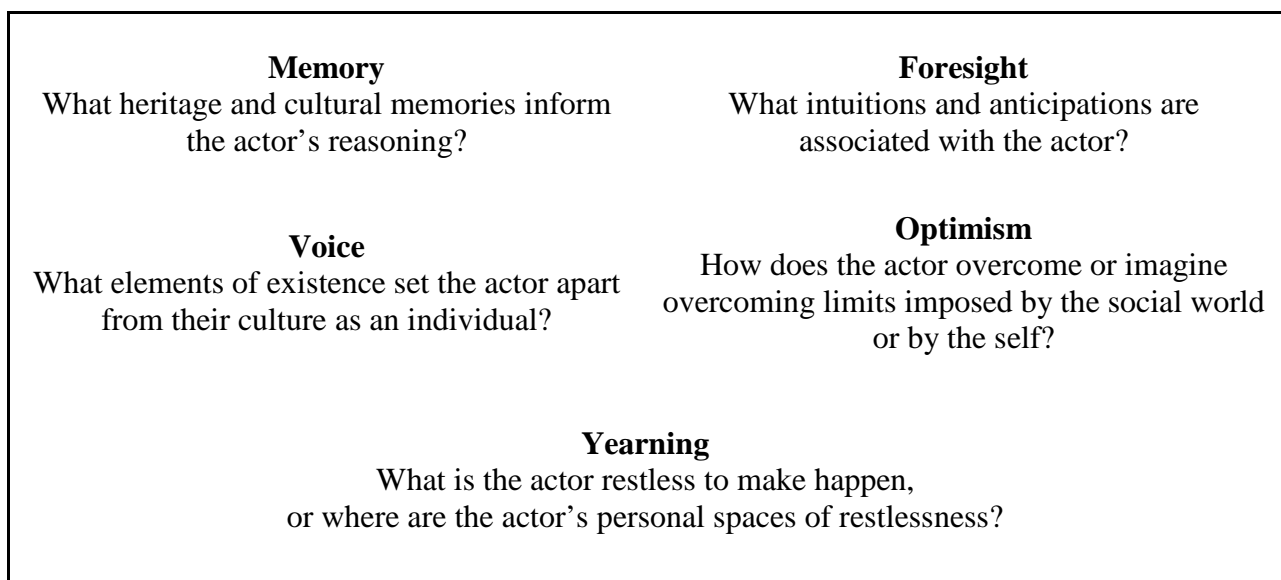 Memory
What heritage and cultural memories inform
the actor’s reasoning?
Foresight
What intuitions and anticipations are
associated with the actor?
Voice
What elements of existence set the actor apart
from their culture as an individual?
Optimism
How does the actor overcome or imagine
overcoming limits imposed by the social world
or by the self?
Yearning
What is the actor restless to make happen,
or where are the actor’s personal spaces of restlessness?